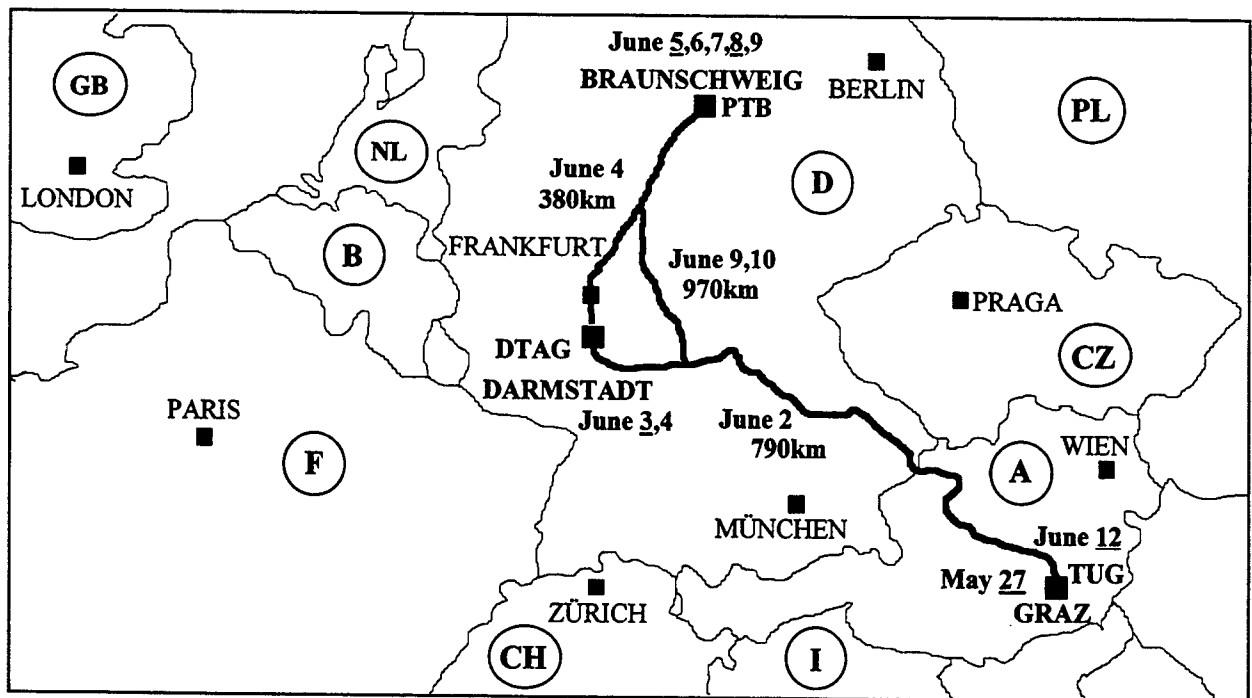 June 5,6,7,8,9
BRAUNSCHWEIG
PTB
BERLIN
GB
PL
NL
LONDON
June 4
380km
D
B
FRANKFURT
June 9,10
970km
PRAGA
DTAG
DARMSTADT
CZ
June 3,4
PARIS
June 2
790km
F
WIEN
A
MÜNCHEN
June 12
May 27
TUG
GRAZ
ZÜRICH
CH
I